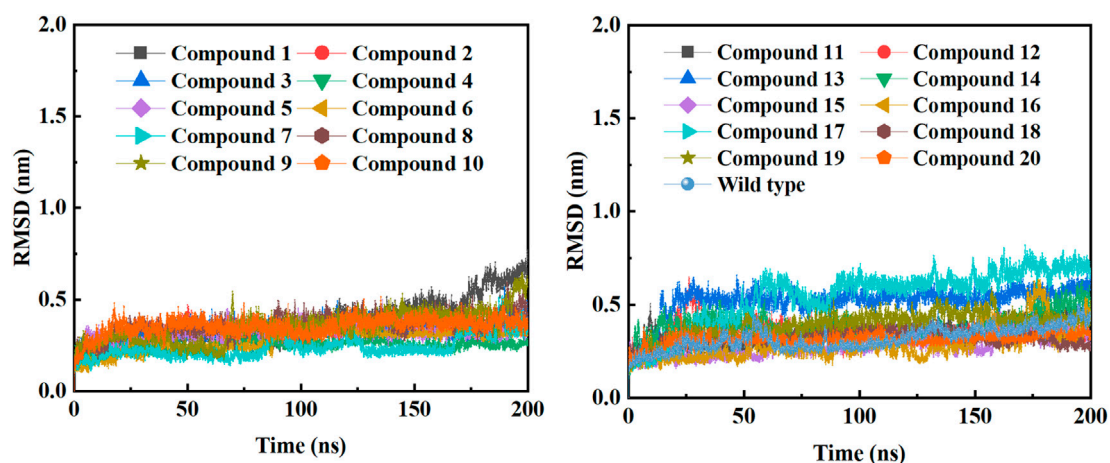 2.0
1.5
1.0
0.5
0.0
RMSD (nm)
Compound 1 Compound 2
Compound 3 Compound 4
Compound 5 Compound 6
Compound 7 Compound 8
Compound 9 Compound 10
0 50 100 150 200
Time (ns)
2.0
1.5
1.0
0.5
0.0
RMSD (nm)
Compound 11 Compound 12
Compound 13 Compound 14
Compound 15 Compound 16
Compound 17 Compound 18
Compound 19 Compound 20
Wild type
0 50 100 150 200
Time (ns)